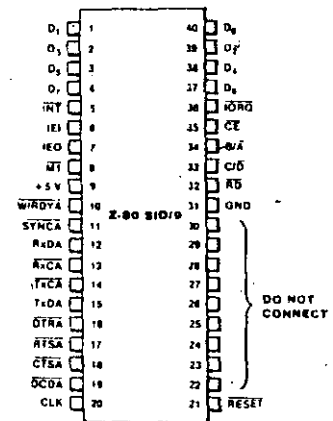 D₁ 1 40 D₀
D₃ 2 39 D₂
D₅ 3 38 D₄
D₇ 4 37 D₆
INT 5 36 IORQ
IEI 6 35 CE
IEO 7 34 B/A
M1 8 33 C/D
+5 V 9 32 RD
W/RDYA 10 Z-80 SIO/9 31 GND
SYNCA 11 30
RxDA 12 29
RxCA 13 28
TxCA 14 27
TxDA 15 26 DO NOT
DTRA 16 25 CONNECT
RTSA 17 24
CTSA 18 23
DCDA 19 22
CLK 20 21 RESET